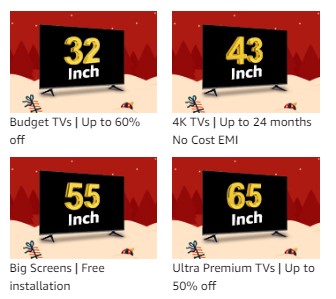 32
Inch
43
Inch
Budget TVs | Up to 60%
off
4K TVs | Up to 24 months
No Cost EMI
55
Inch
65
Inch
Big Screens | Free
installation
Ultra Premium TVs | Up to
50% off